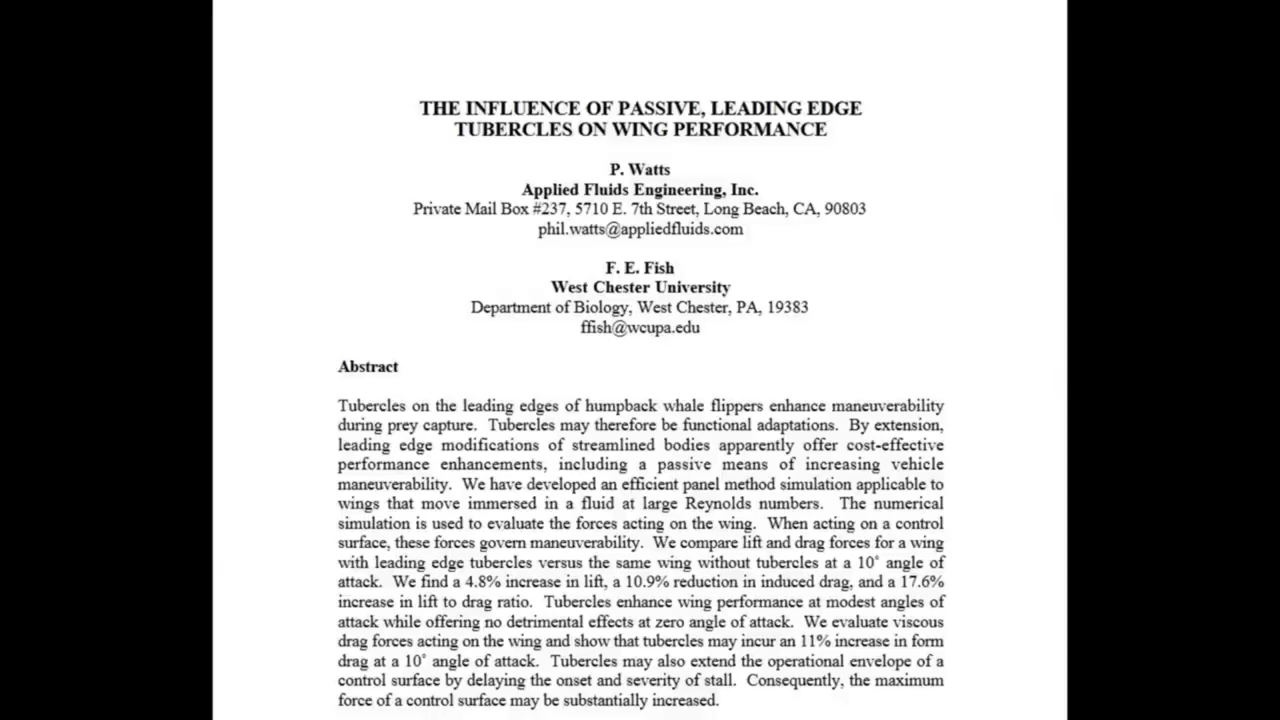 THE INFLUENCE OF PASSIVE, LEADING EDGE
TUBERCLES ON WING PERFORMANCE
P. Watts
Applied Fluids Engineering, Inc.
Private Mail Box #237, 5710 E. 7th Street, Long Beach, CA, 90803
phil.watts@appliedfluids.com
F. E. Fish
West Chester University
Department of Biology, West Chester, PA, 19383
ffish@wcupa.edu
Abstract
Tubercles on the leading edges of humpback whale flippers enhance maneuverability
during prey capture. Tubercles may therefore be functional adaptations. By extension,
leading edge modifications of streamlined bodies apparently offer cost-effective
performance enhancements, including a passive means of increasing vehicle
maneuverability. We have developed an efficient panel method simulation applicable to
wings that move immersed in a fluid at large Reynolds numbers. The numerical
simulation is used to evaluate the forces acting on the wing. When acting on a control
surface, these forces govern maneuverability. We compare lift and drag forces for a wing
with leading edge tubercles versus the same wing without tubercles at a 10° angle of
attack. We find a 4.8% increase in lift, a 10.9% reduction in induced drag, and a 17.6%
increase in lift to drag ratio. Tubercles enhance wing performance at modest angles of
attack while offering no detrimental effects at zero angle of attack. We evaluate viscous
drag forces acting on the wing and show that tubercles may incur an 11% increase in form
drag at a 10° angle of attack. Tubercles may also extend the operational envelope of a
control surface by delaying the onset and severity of stall. Consequently, the maximum
force of a control surface may be substantially increased.